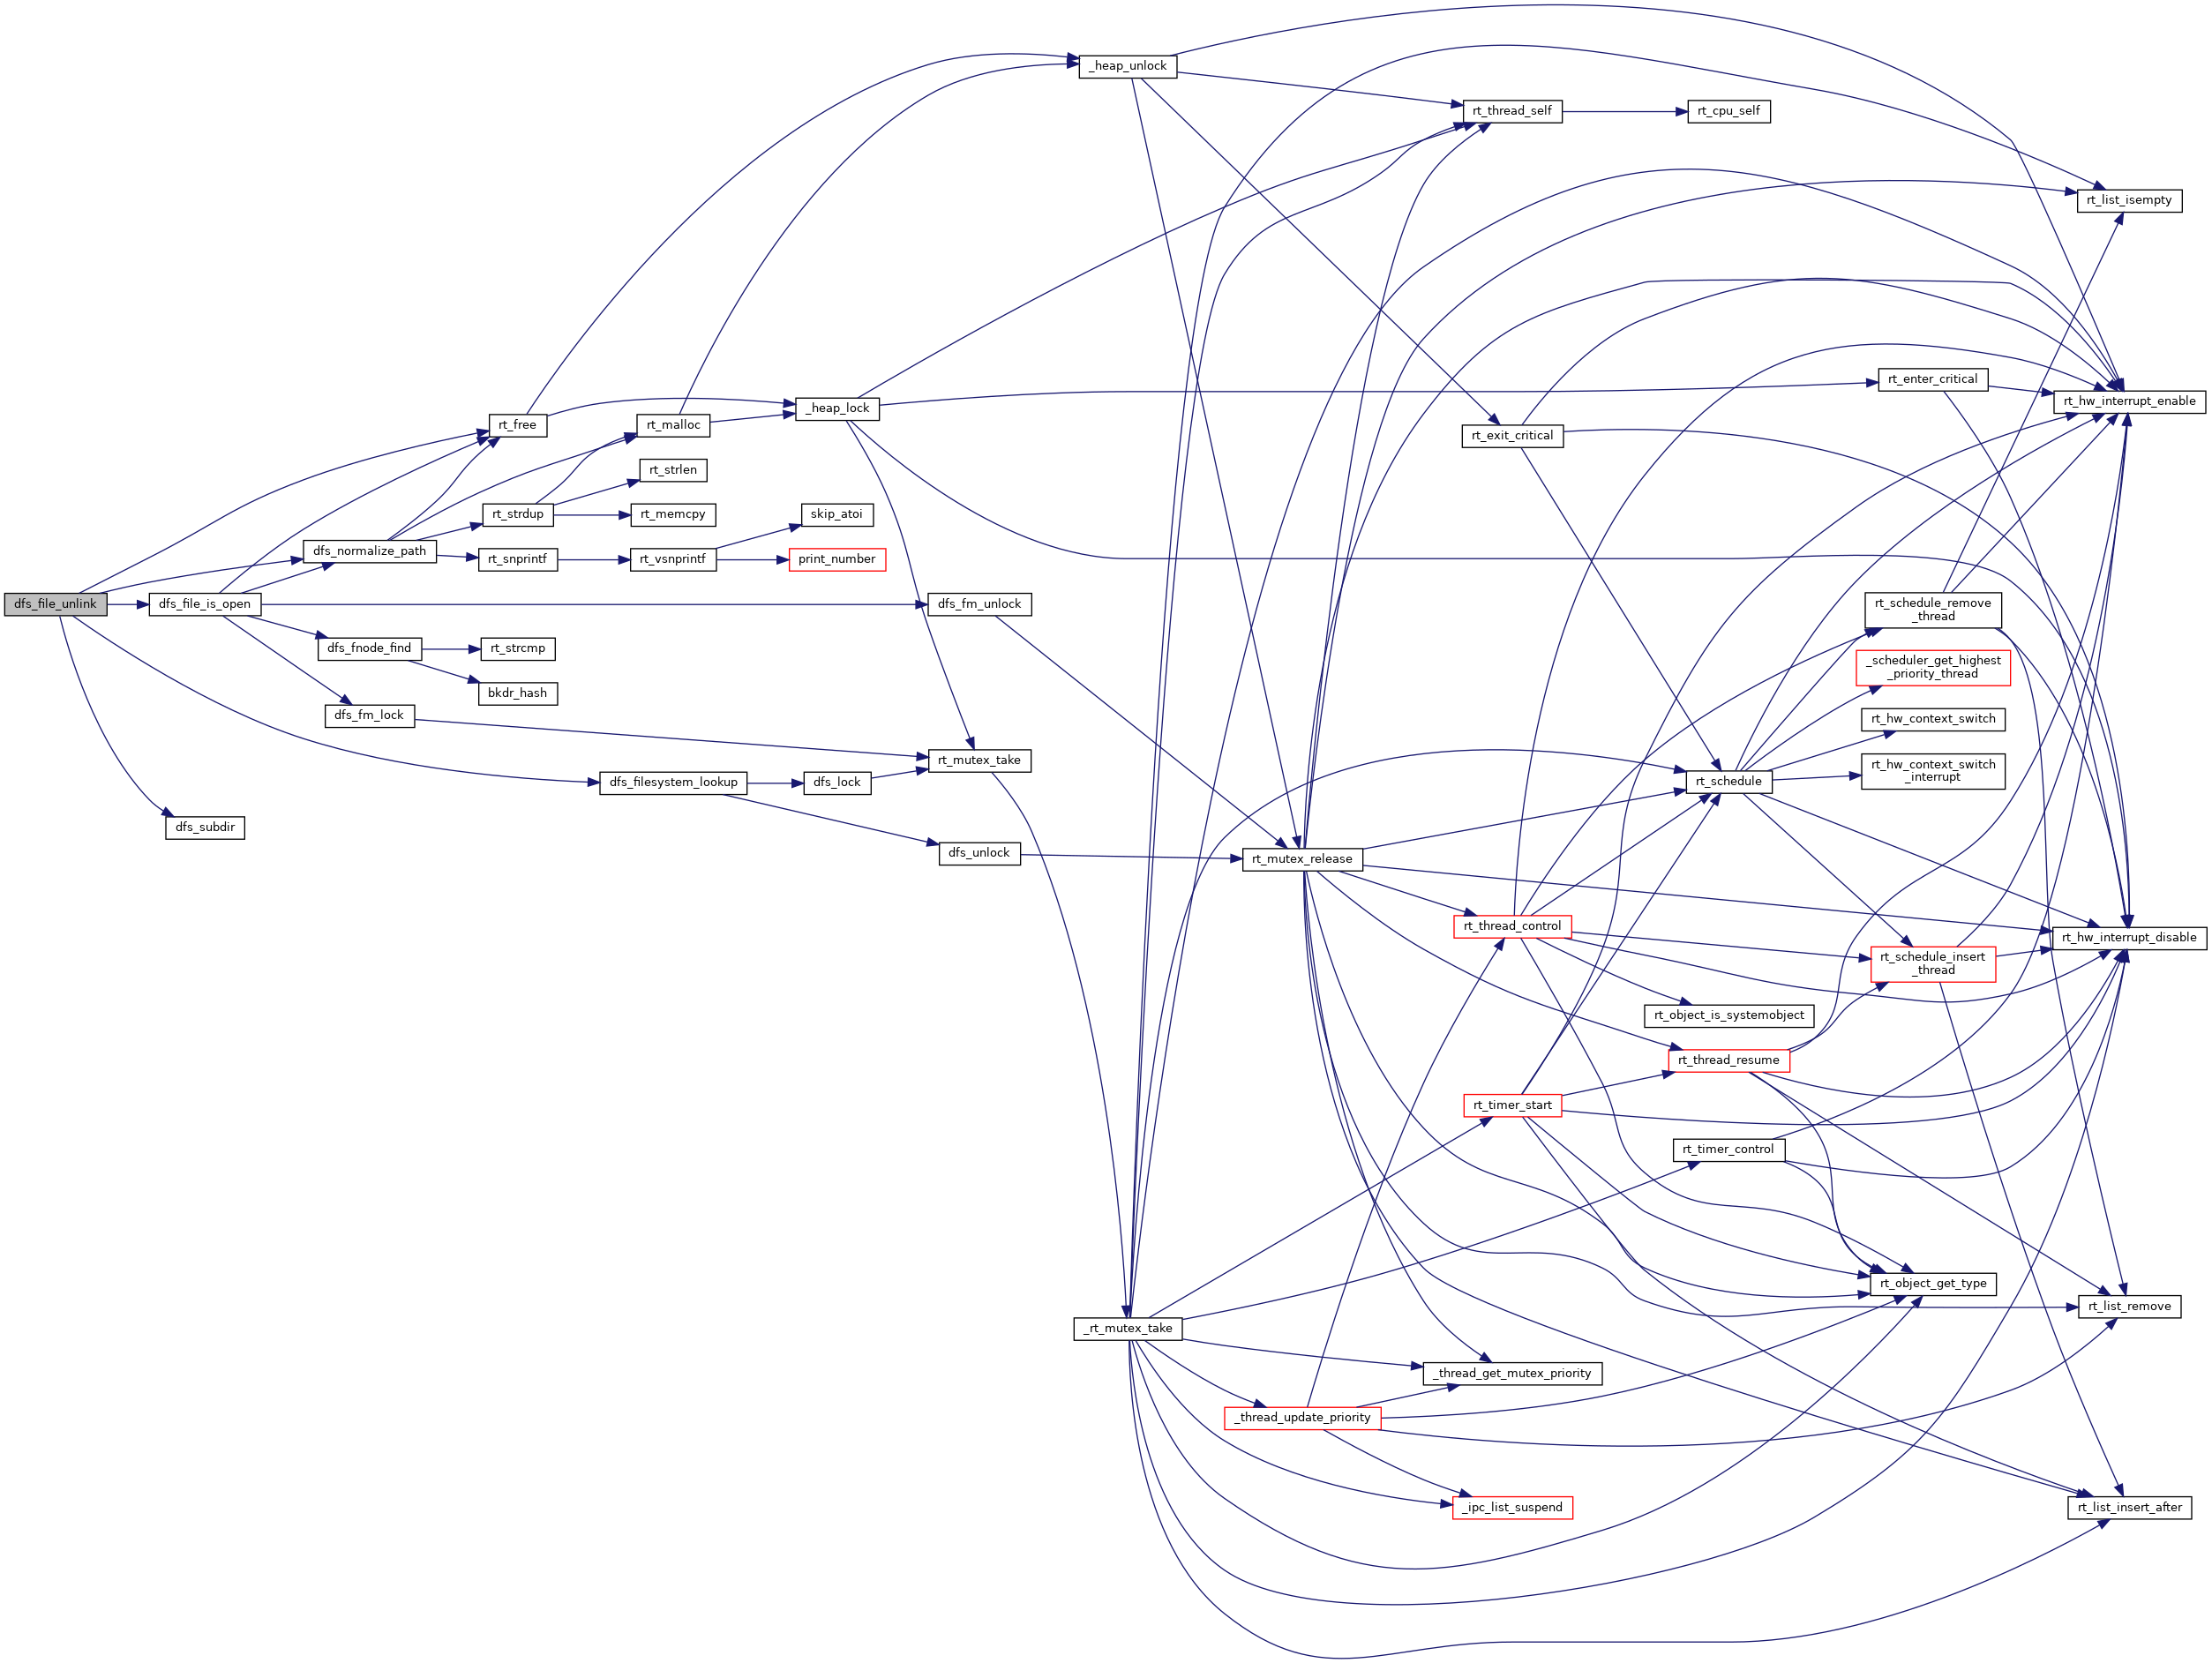 _heap_unlock
rt_thread_self
rt_cpu_self
rt_list_isempty
rt_enter_critical
rt_hw_interrupt_enable
_heap_lock
rt_free
rt_malloc
rt_exit_critical
rt_strlen
rt_strdup
rt_memcpy
skip_atoi
dfs_normalize_path
rt_snprintf
rt_vsnprintf
print_number
dfs_file_unlink
dfs_file_is_open
dfs_fm_unlock
rt_schedule_remove
_thread
dfs_fnode_find
rt_strcmp
_scheduler_get_highest
_priority_thread
bkdr_hash
dfs_fm_lock
rt_hw_context_switch
rt_mutex_take
rt_hw_context_switch
_interrupt
dfs_filesystem_lookup
dfs_lock
rt_schedule
dfs_subdir
dfs_unlock
rt_mutex_release
rt_thread_control
rt_hw_interrupt_disable
rt_schedule_insert
_thread
rt_object_is_systemobject
rt_thread_resume
rt_timer_start
rt_timer_control
rt_object_get_type
rt_list_remove
_rt_mutex_take
_thread_get_mutex_priority
_thread_update_priority
_ipc_list_suspend
rt_list_insert_after